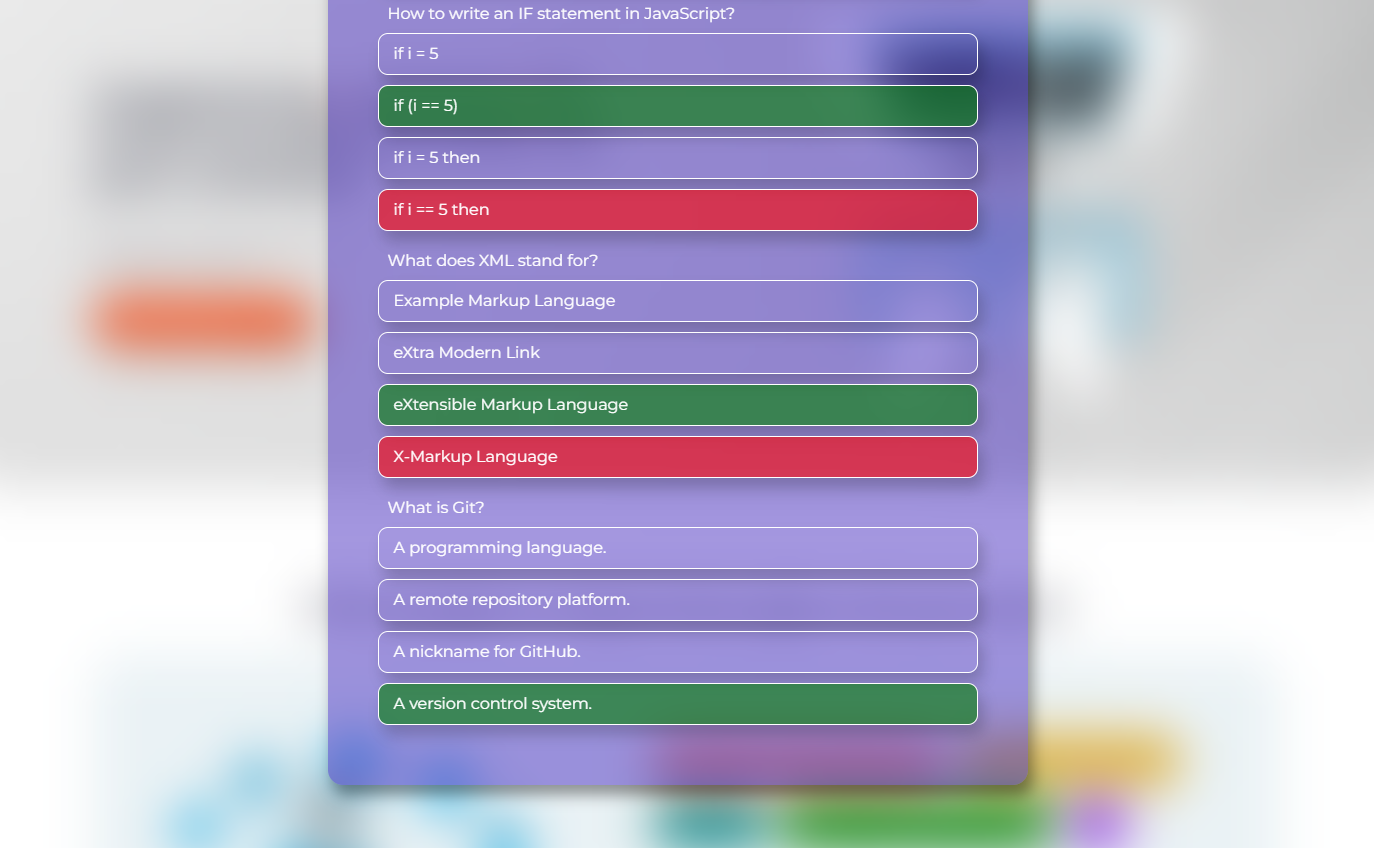 How to write an IF statement in JavaScript?
if i = 5
if (i == 5)
if i = 5 then
if i == 5 then
What does XML stand for?
Example Markup Language
eXtra Modern Link
eXtensible Markup Language
X-Markup Language
What is Git?
A programming language.
A remote repository platform.
A nickname for GitHub.
A version control system.